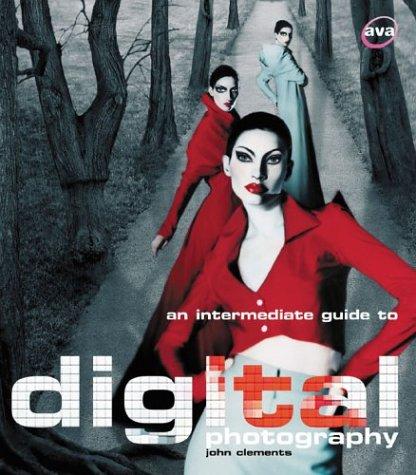 ava
an intermediate guide to
digital
photography
john clements